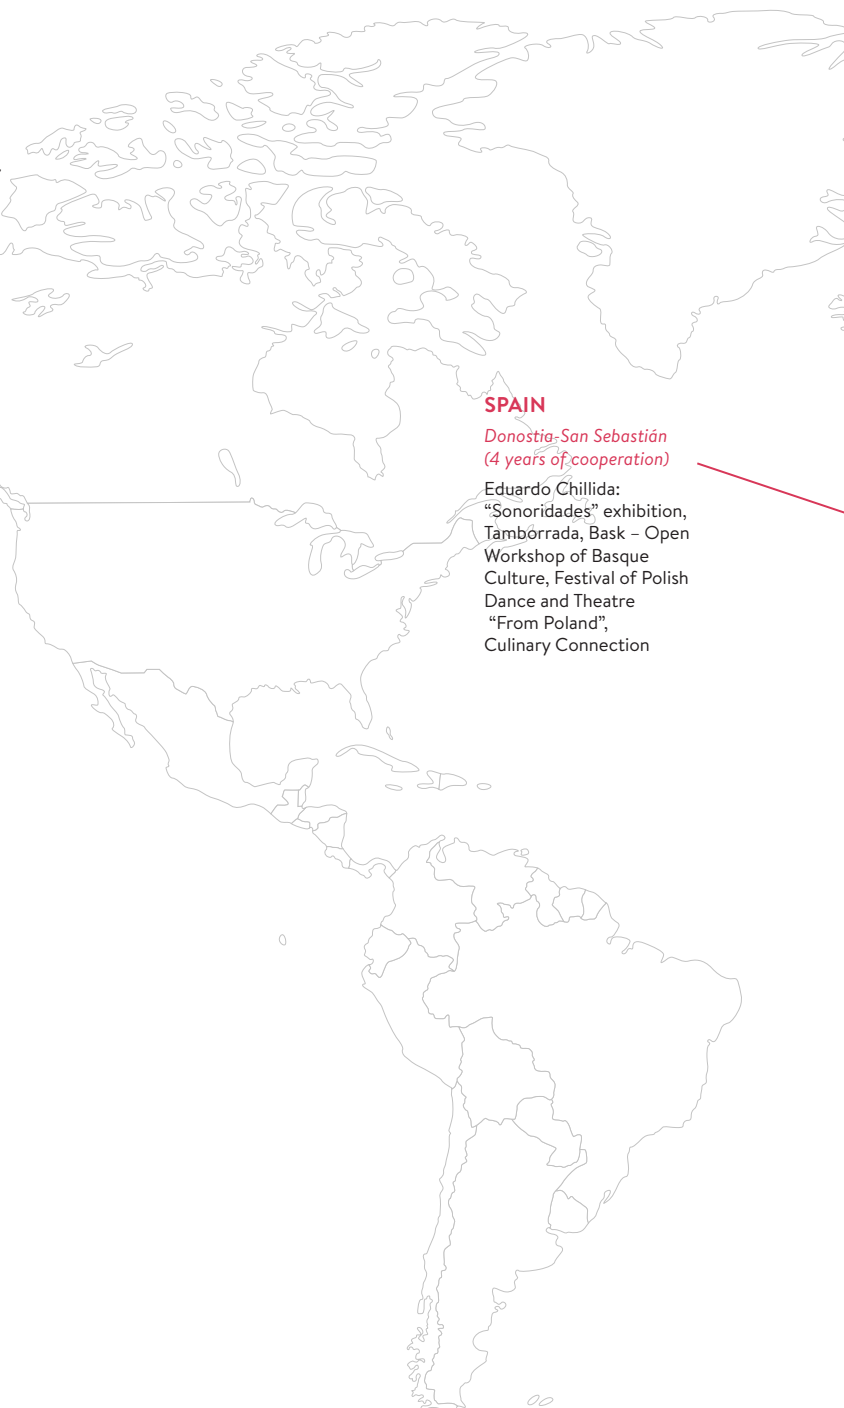 SPAIN
Donostia-San Sebastián
(4 years of cooperation)
Eduardo Chillida:
“Sonoridades” exhibition,
Tamborrada, Bask – Open
Workshop of Basque
Culture, Festival of Polish
Dance and Theatre
“From Poland”,
Culinary Connection